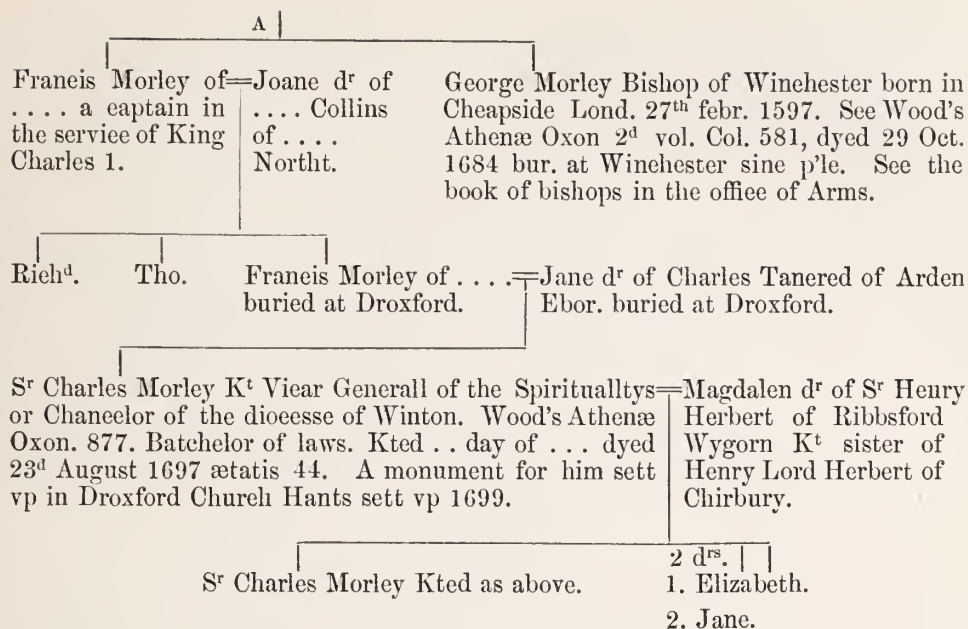 A
Franeis Morley of=
. . . . a eaptain in
the serviee of King
Charles 1.
Joane dʳ of
. . . . Collins
of . . . .
Northt.
George Morley Bishop of Winehester born in
Cheapside Lond. 27ᵗʰ febr. 1597. See Wood's
Athenæ Oxon 2ᵈ vol. Col. 581, dyed 29 Oct.
1684 bur. at Winehester sine p'le. See the
book of bishops in the offiee of Arms.
Riehᵈ.
Tho.
Franeis Morley of . . . .
buried at Droxford.
=Jane dʳ of Charles Tanered of Arden
Ebor. buried at Droxford.
Sʳ Charles Morley Kᵗ Viear Generall of the Spiritualltys=
or Chaneelor of the dioeesse of Winton. Wood's Athenæ
Oxon. 877. Batchelor of laws. Kted . . day of . . . dyed
23ᵈ August 1697 ætatis 44. A monument for him sett
vp in Droxford Chureh Hants sett vp 1699.
Magdalen dʳ of Sʳ Henry
Herbert of Ribbsford
Wygorn Kᵗ sister of
Henry Lord Herbert of
Chirbury.
Sʳ Charles Morley Kted as above.
2 dʳˢ.
1. Elizabeth.
2. Jane.